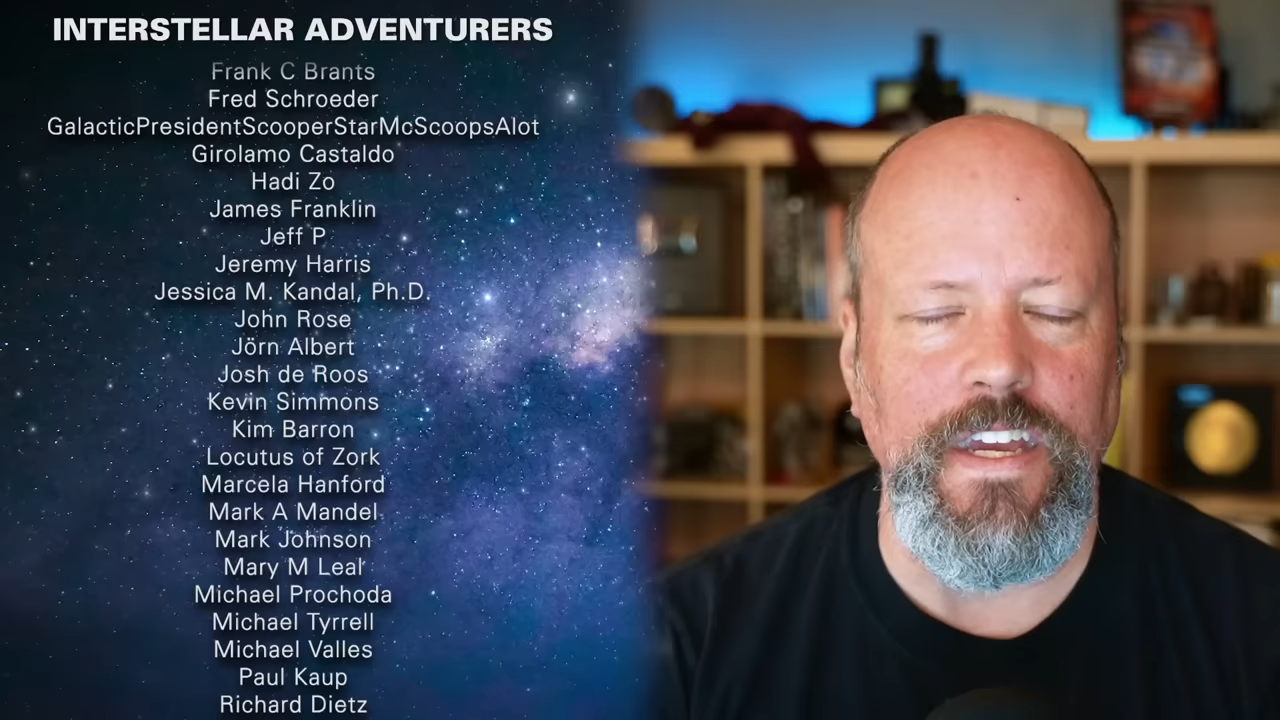 INTERSTELLAR ADVENTURERS
Frank C Brants
Fred Schroeder
GalacticPresidentScooperStarMcScoopsAlot
Girolamo Castaldo
Hadi Zo
James Franklin
Jeff P
Jeremy Harris
Jessica M. Kandal, Ph.D.
John Rose
Jörn Albert
Josh de Roos
Kevin Simmons
Kim Barron
Locutus of Zork
Marcela Hanford
Mark A Mandel
Mark Johnson
Mary M Leal
Michael Prochoda
Michael Tyrrell
Michael Valles
Paul Kaup
Richard Dietz